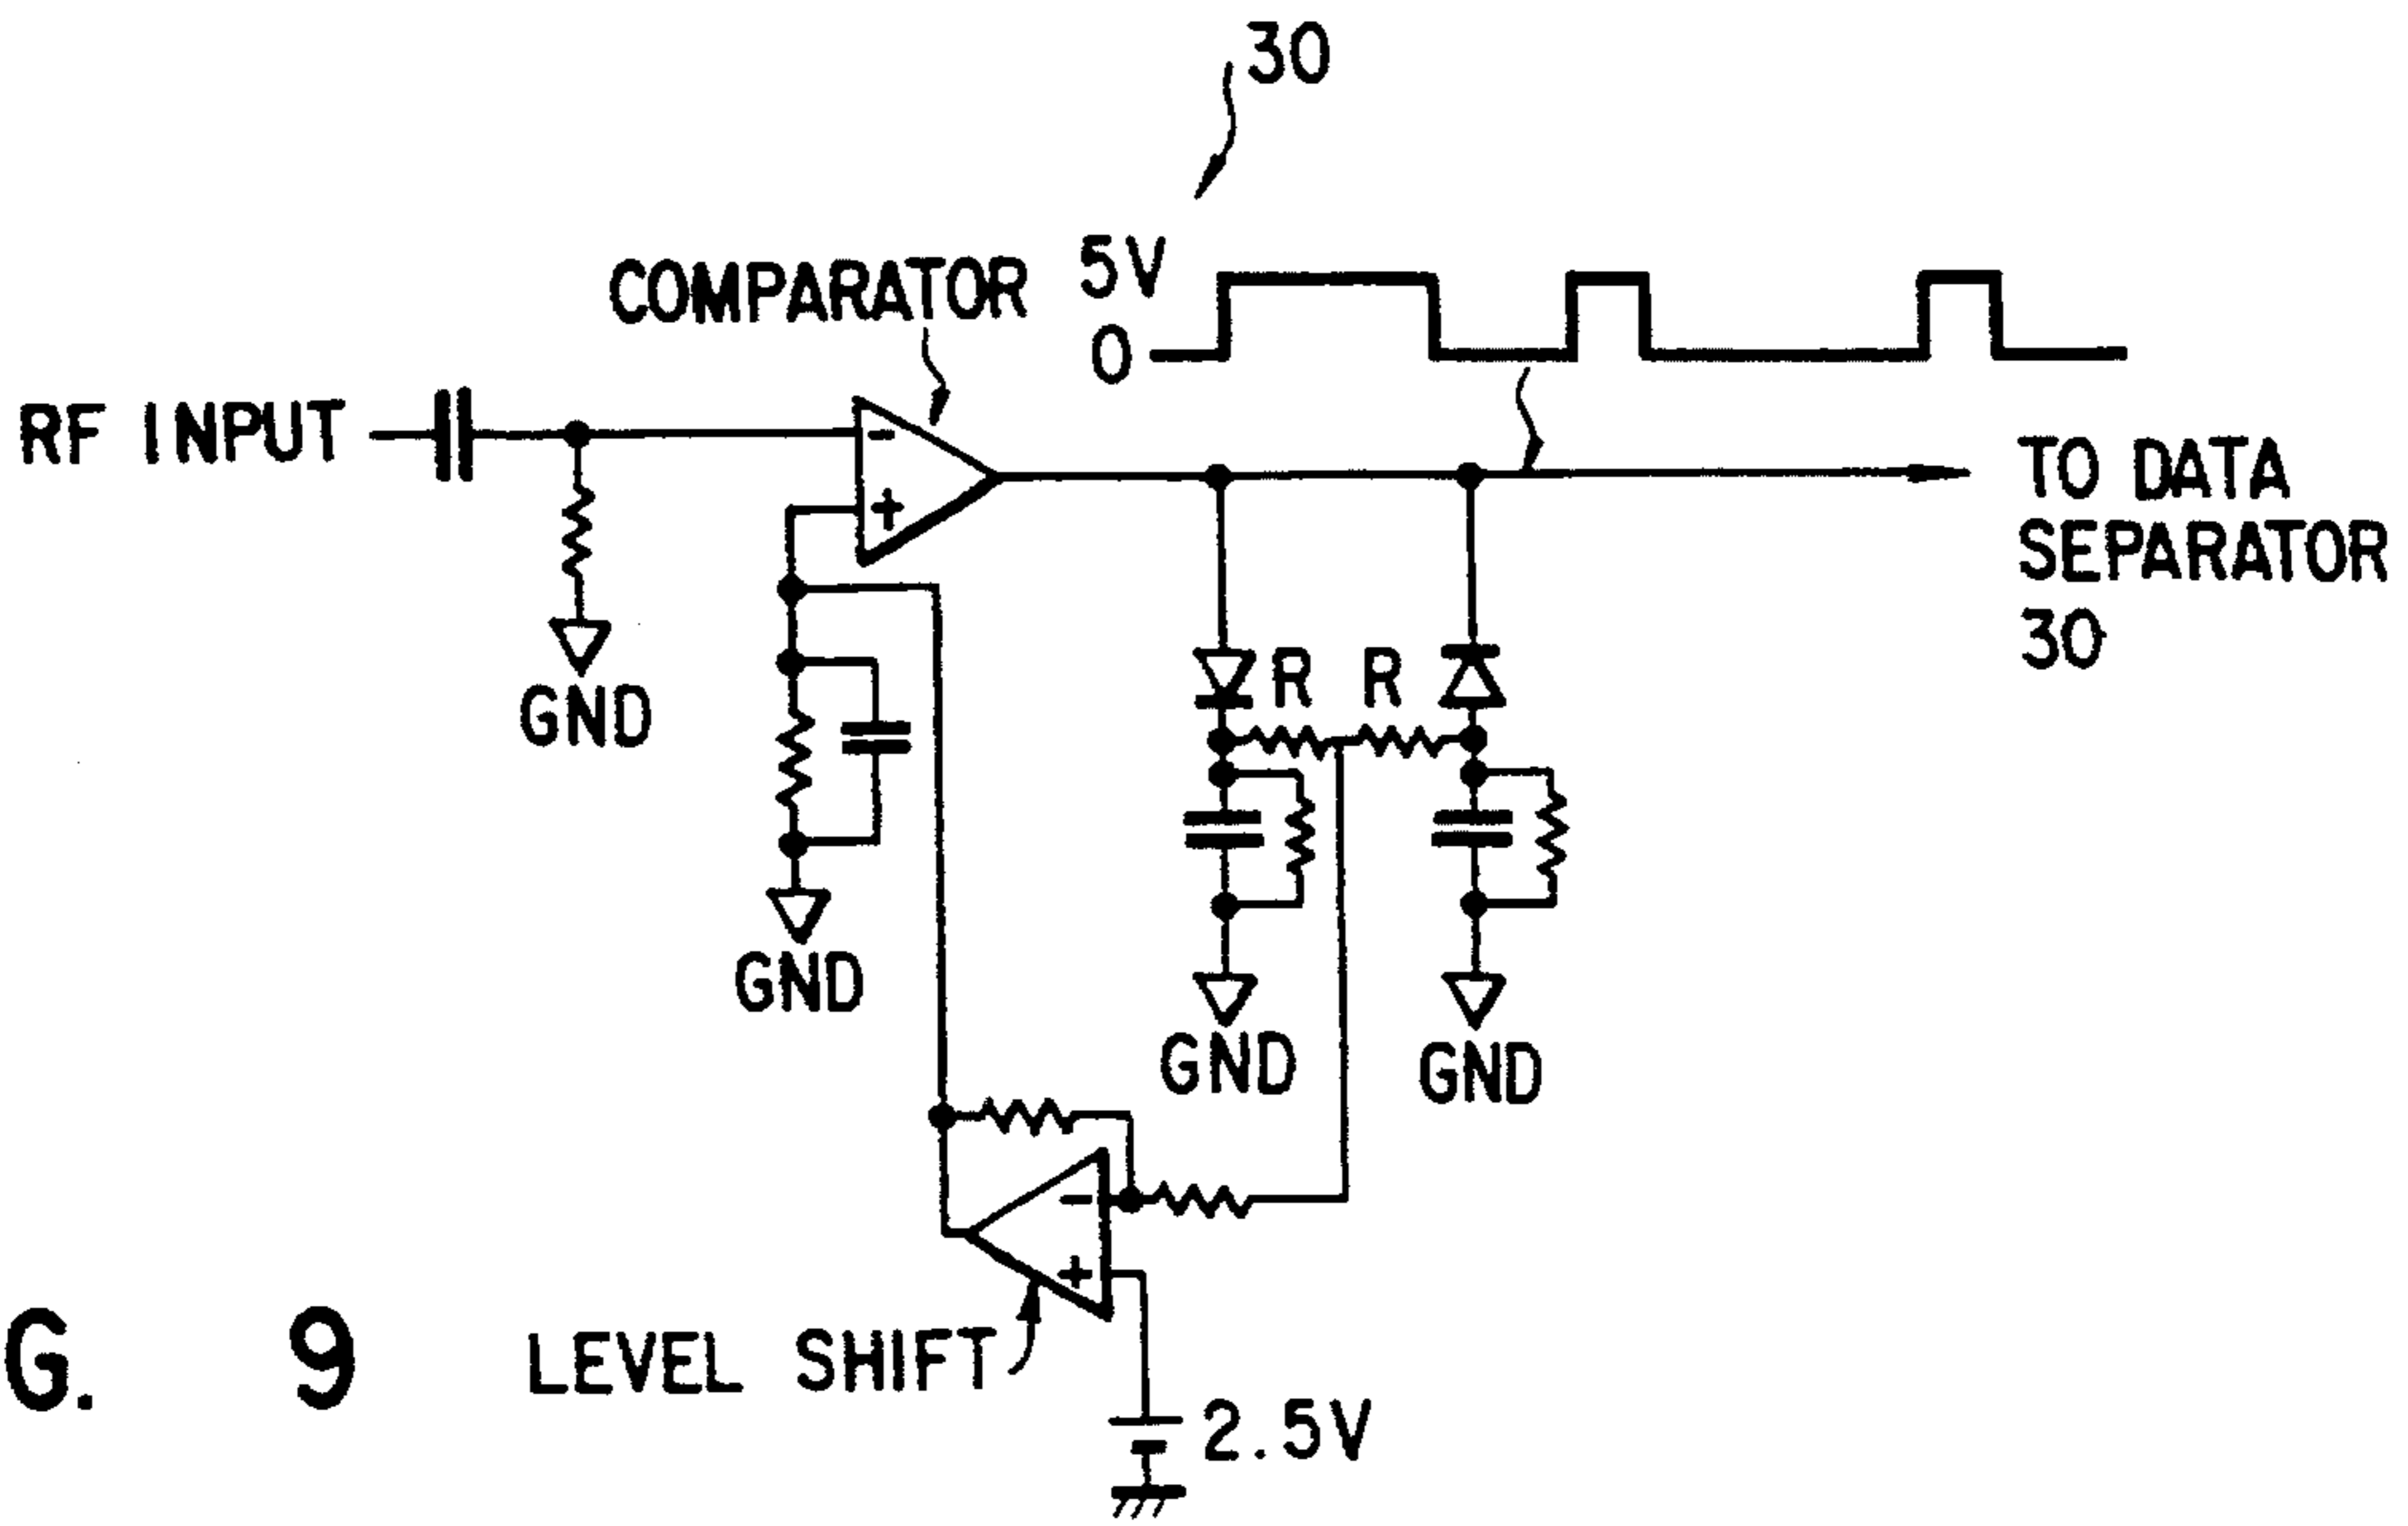 30
COMPARATOR
5V
0
RF INPUT
-
+
TO DATA
SEPARATOR
30
R R
GND
GND
GND
GND
-
+
LEVEL SHIFT
2.5V
G. 9